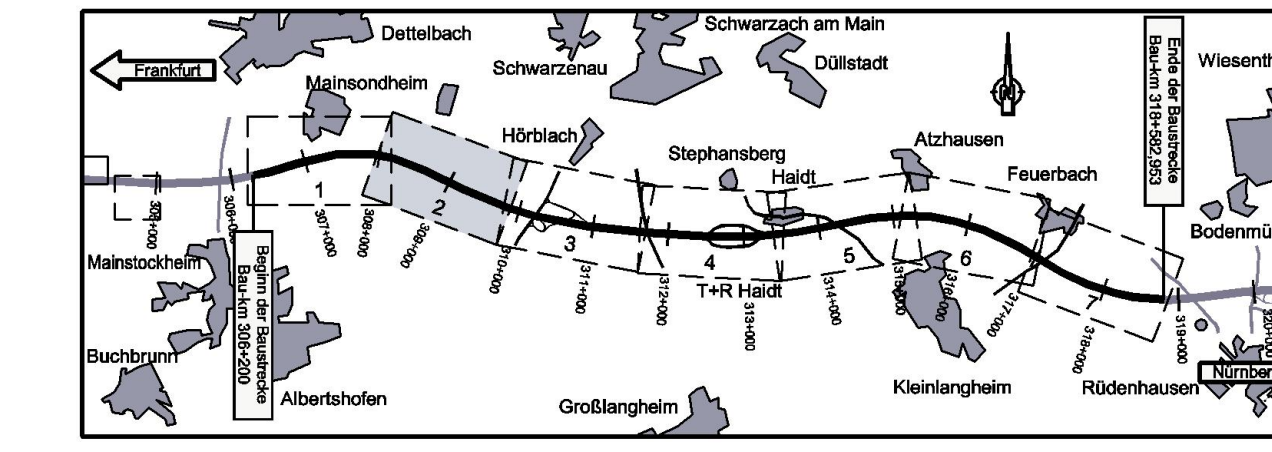 Dettelbach
Schwarzach am Main
Frankfurt
Schwarzenau
Düllstadt
Ende der Baustrecke
Bau-km 318+582,953
Mainsondheim
Hörblach
Stephansberg
Haidt
N
Atzhausen
Feuerbach
1
2
3
4
5
6
7
307+000
308+000
309+000
310+000
311+000
312+000
313+000
314+000
316+000
317+000
318+000
319+000
T+R Haidt
Mainstockheim
Beginn der Baustrecke
Bau-km 306+200
Buchbrunn
Albertshofen
Großlangheim
Kleinlangheim
Rüdenhausen